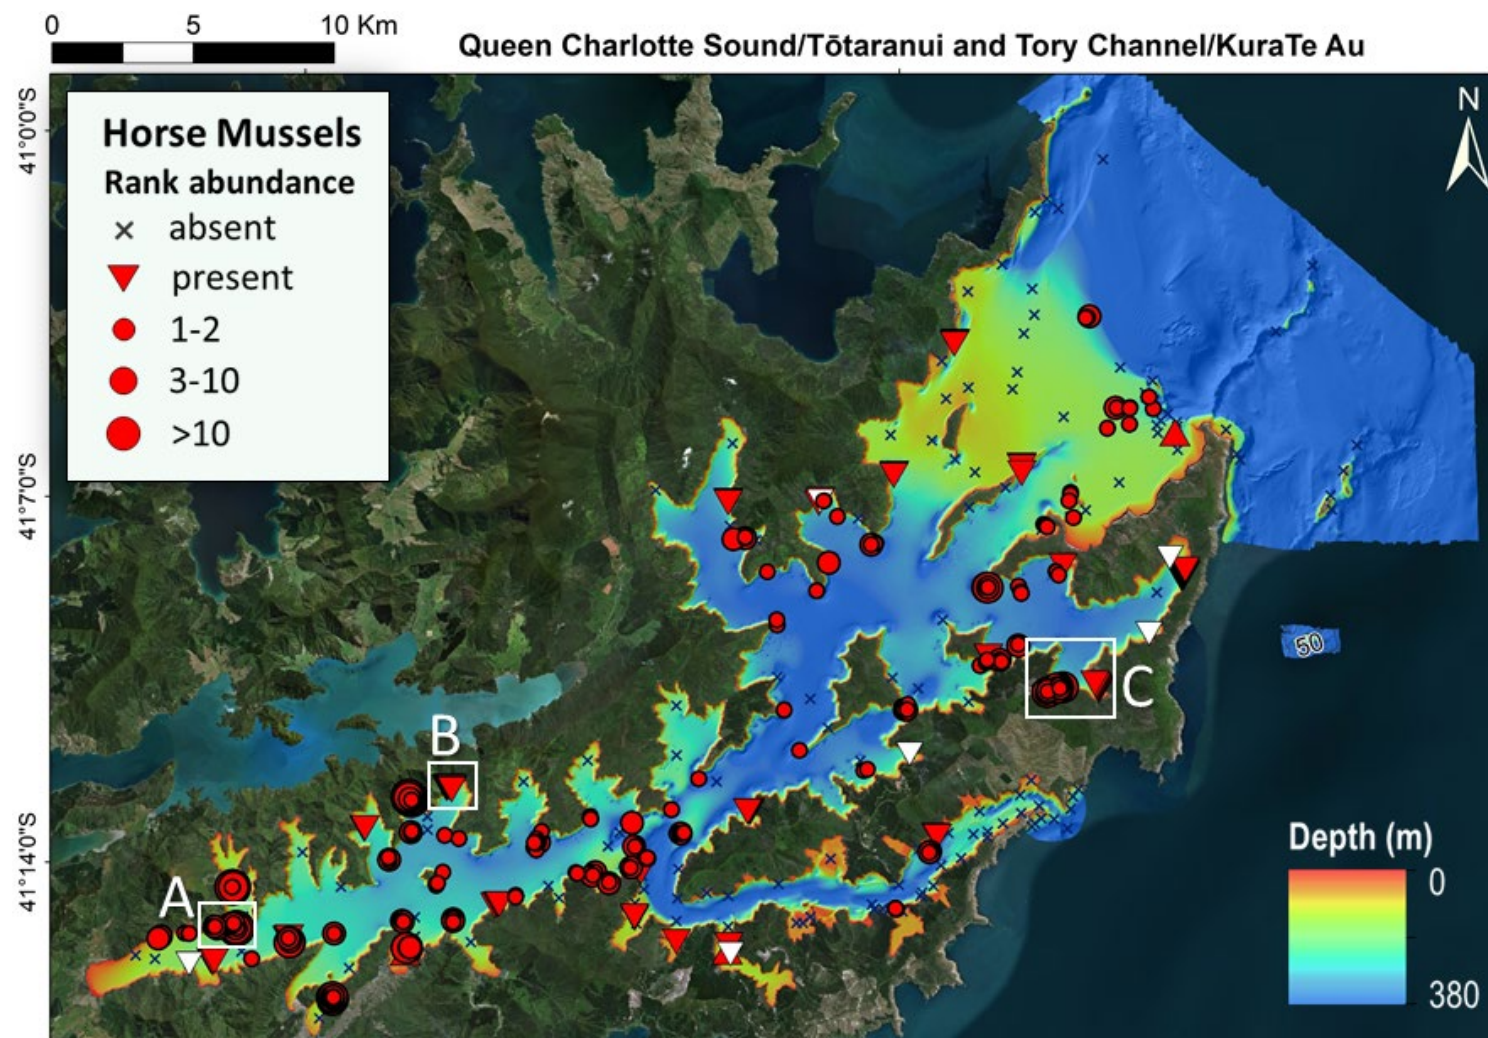 0 5 10 Km
Queen Charlotte Sound/Tōtaranui and Tory Channel/KuraTe Au
41°0'0"S
Horse Mussels
Rank abundance
absent
present
1-2
3-10
>10
N
41°7'0"S
50
C
B
41°14'0"S
A
Depth (m)
0
380